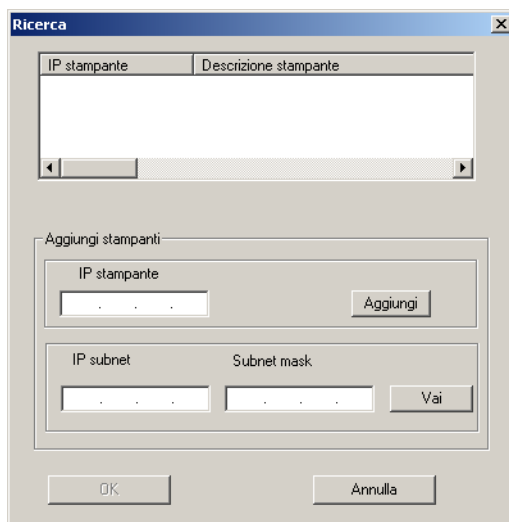 Ricerca
IP stampante Descrizione stampante
Aggiungi stampanti
IP stampante
. . .
Aggiungi
IP subnet Subnet mask
. . . . . . Vai
OK Annulla